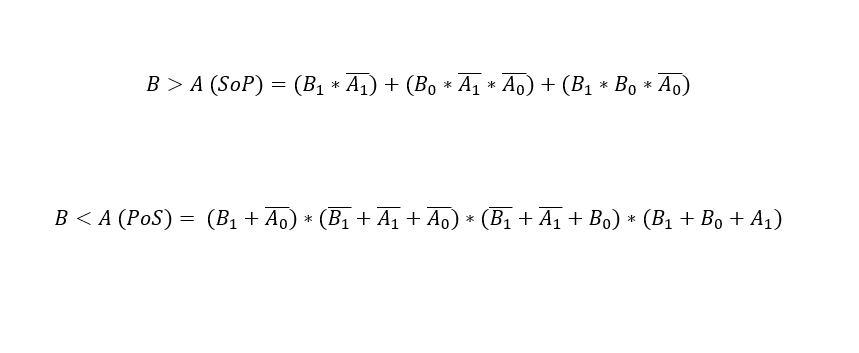 B > A (SoP) = (B₁ * A̅₁) + (B₀ * A̅₁ * A̅₀) + (B₁ * B₀ * A̅₀)
B < A (PoS) = (B₁ + A̅₀) * (B̅₁ + A̅₁ + A̅₀) * (B̅₁ + A̅₁ + B₀) * (B₁ + B₀ + A₁)